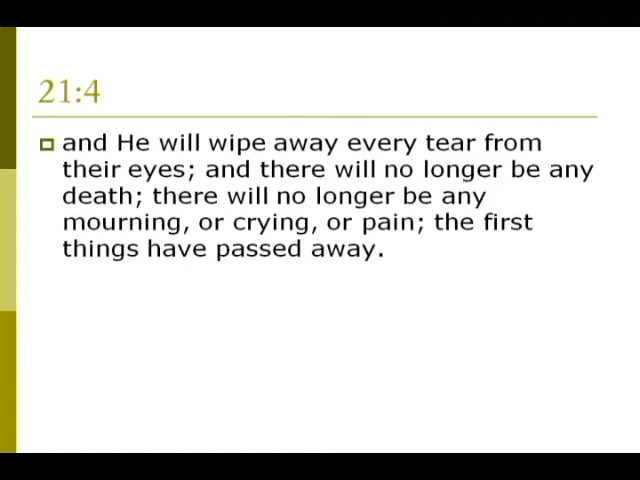 21:4
and He will wipe away every tear from
their eyes; and there will no longer be any
death; there will no longer be any
mourning, or crying, or pain; the first
things have passed away.